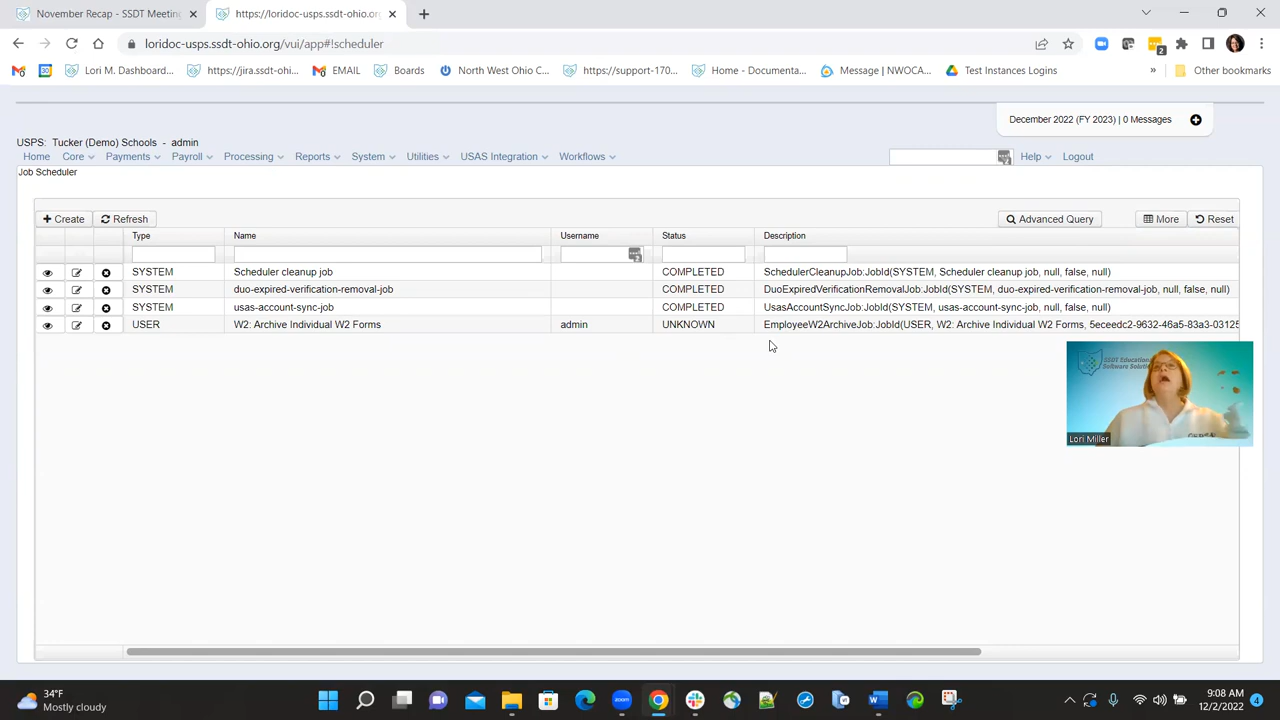 November Recap - SSDT Meeting
https://loridoc-usps.ssdt-ohio.org
loridoc-usps.ssdt-ohio.org/vui/app#!scheduler
Lori M. Dashboard...
https://jira.ssdt-ohi...
EMAIL
Boards
North West Ohio C...
https://support-170...
Home - Documenta...
Message | NWOCA...
Test Instances Logins
»
Other bookmarks
December 2022 (FY 2023) | 0 Messages
USPS: Tucker (Demo) Schools - admin
Home Core Payments Payroll Processing Reports System Utilities USAS Integration Workflows Help Logout
Job Scheduler
Create Refresh Advanced Query More Reset
Type Name Username Status Description
SYSTEM Scheduler cleanup job COMPLETED SchedulerCleanupJob:JobId(SYSTEM, Scheduler cleanup job, null, false, null)
SYSTEM duo-expired-verification-removal-job COMPLETED DuoExpiredVerificationRemovalJob:JobId(SYSTEM, duo-expired-verification-removal-job, null, false, null)
SYSTEM usas-account-sync-job COMPLETED UsasAccountSyncJob:JobId(SYSTEM, usas-account-sync-job, null, false, null)
USER W2: Archive Individual W2 Forms admin UNKNOWN EmployeeW2ArchiveJob:JobId(USER, W2: Archive Individual W2 Forms, 5eceedc2-9632-46a5-83a3-03125
SSDT Educational
Software Solutions
Lori Miller
34°F
Mostly cloudy
9:08 AM
12/2/2022